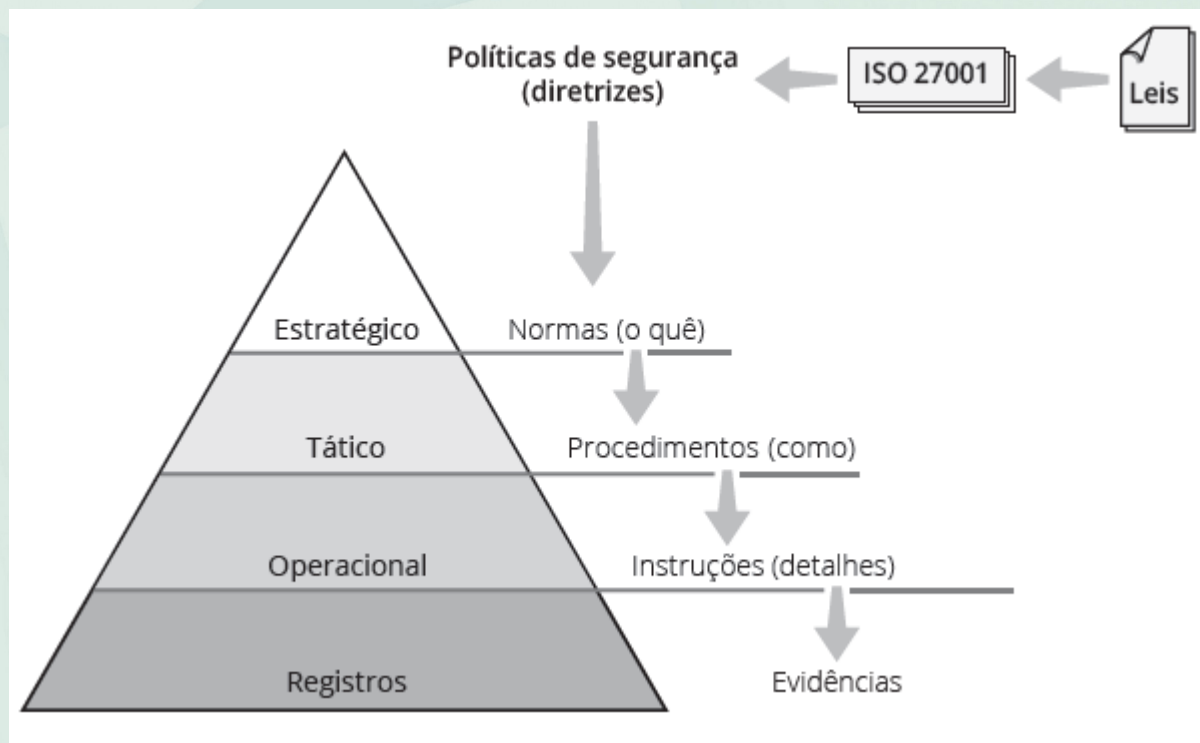 Políticas de segurança
(diretrizes)
ISO 27001
Leis
Estratégico
Normas (o quê)
Tático
Procedimentos (como)
Operacional
Instruções (detalhes)
Registros
Evidências